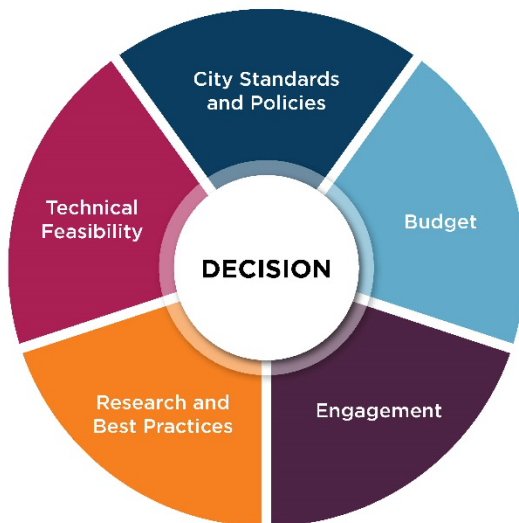 City Standards
and Policies
Technical
Feasibility
Budget
DECISION
Research and
Best Practices
Engagement